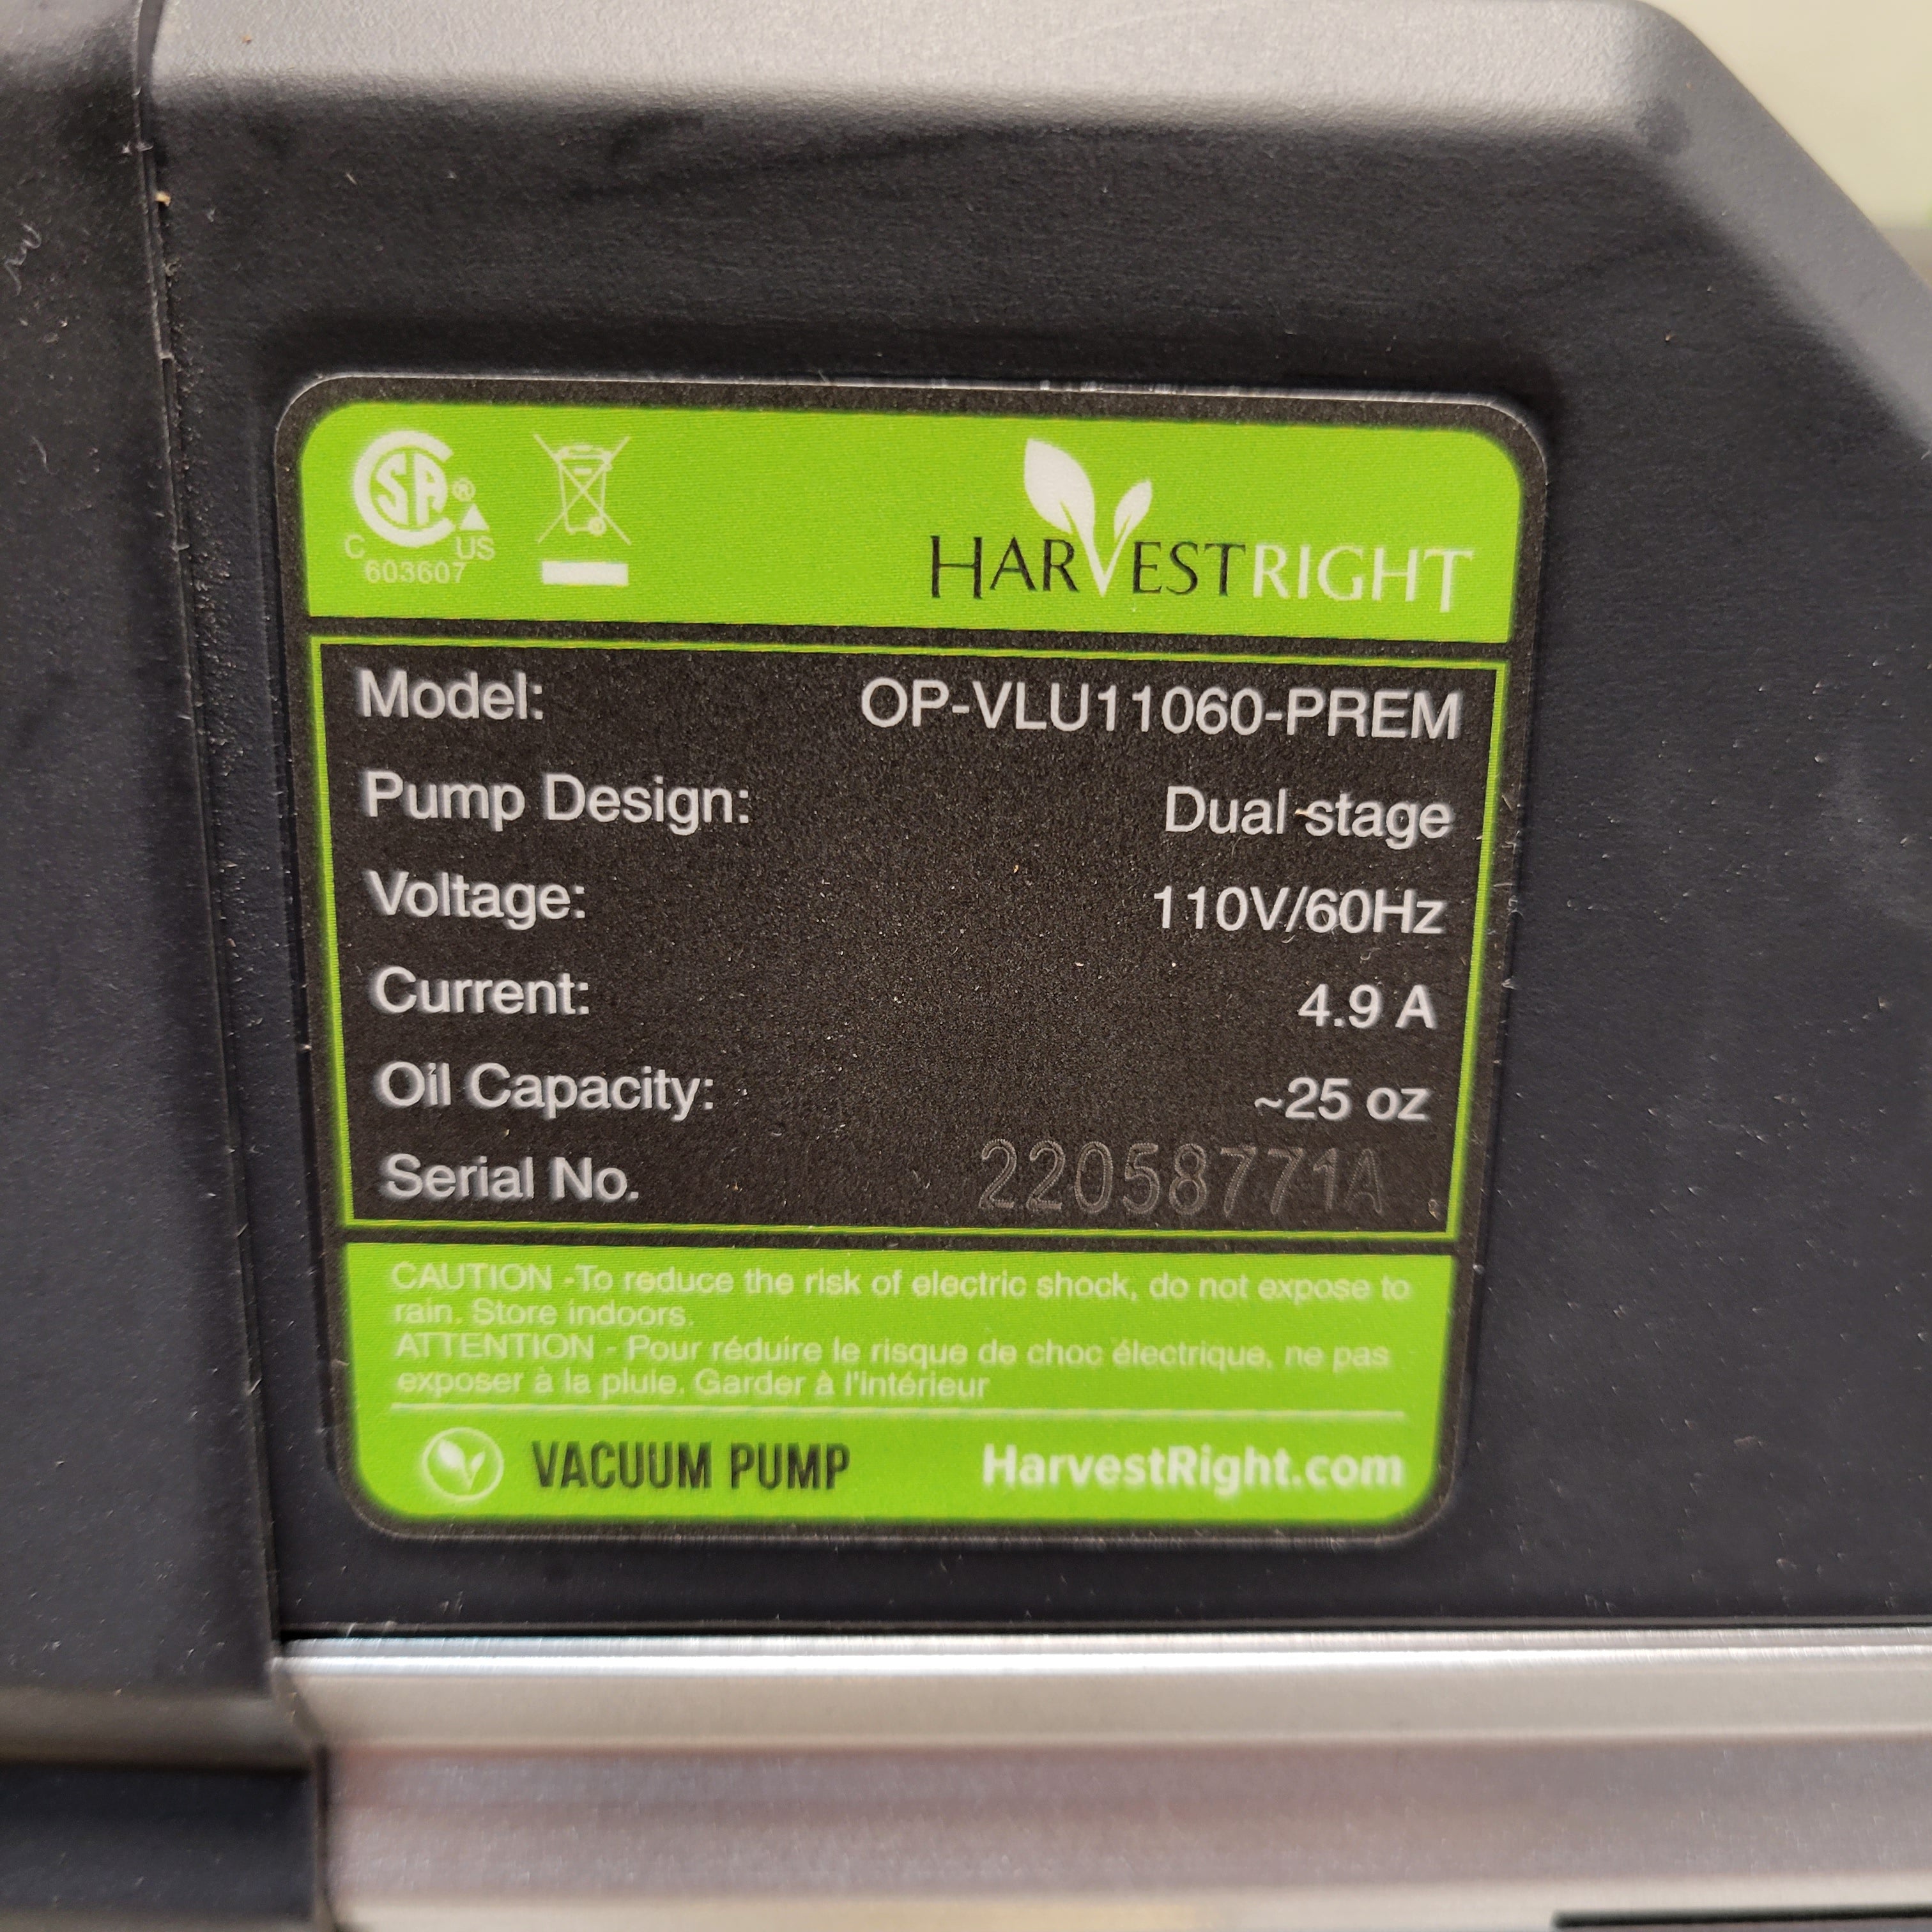 CSA®
C US
603607
HARVESTRIGHT
Model: OP-VLU11060-PREM
Pump Design: Dual stage
Voltage: 110V/60Hz
Current: 4.9 A
Oil Capacity: ~25 oz
Serial No. 22058771A
CAUTION -To reduce the risk of electric shock, do not expose to
rain. Store indoors.
ATTENTION - Pour réduire le risque de choc électrique, ne pas
exposer à la pluie. Garder à l'intérieur
VACUUM PUMP HarvestRight.com